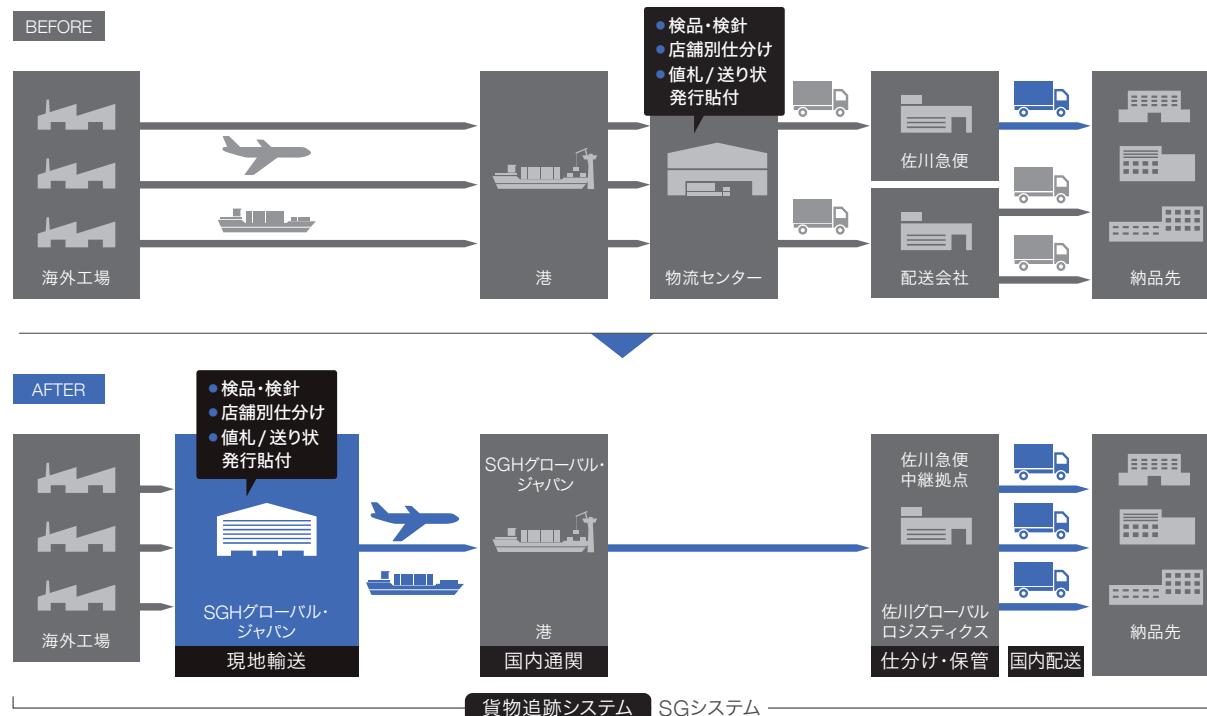 BEFORE
●検品・検針
●店舗別仕分け
●値札/送り状
発行貼付
海外工場
港
物流センター
佐川急便
配送会社
納品先
AFTER
●検品・検針
●店舗別仕分け
●値札/送り状
発行貼付
海外工場
SGHグローバル・
ジャパン
現地輸送
SGHグローバル・
ジャパン
港
国内通関
佐川急便
中継拠点
佐川グローバル
ロジスティクス
仕分け・保管
国内配送
納品先
貨物追跡システム SGシステム